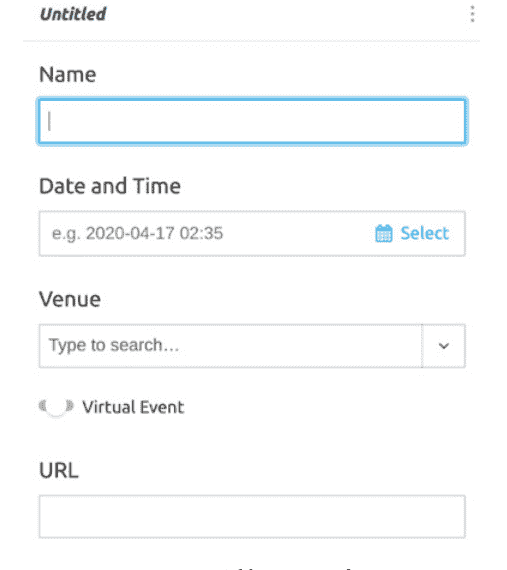 Untitled
Name
Date and Time
e.g. 2020-04-17 02:35 Select
Venue
Type to search...
Virtual Event
URL